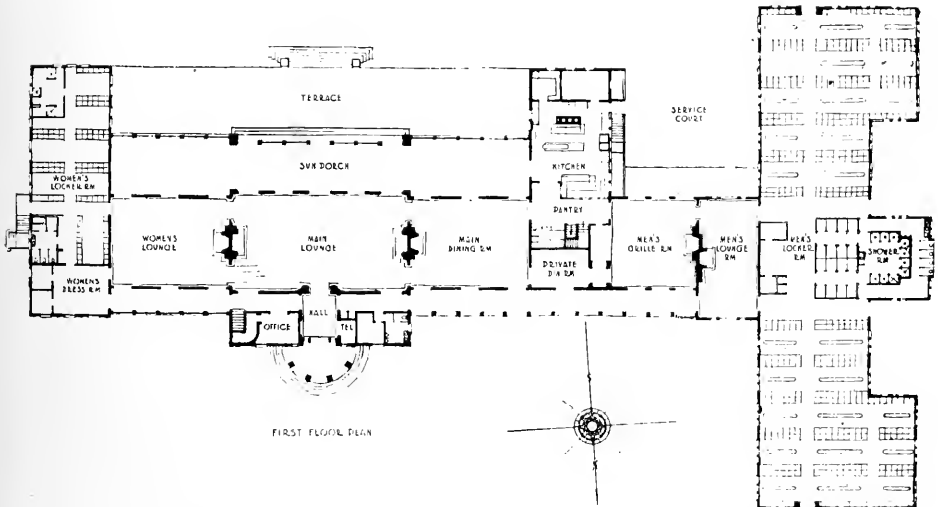 TERRACE
SERVICE
COURT
SUN PORCH
KITCHEN
WOMEN'S
LOCKER RM
PANTRY
WOMEN'S
LOUNGE
MAIN
LOUNGE
MAIN
DINING RM
MEN'S
GRILLE RM
MEN'S
LOUNGE
RM
MEN'S
LOCKER
RM
SHOWER
RM
PRIVATE
DIN RM
WOMENS
DRESS RM
OFFICE
HALL
TEL
FIRST FLOOR PLAN